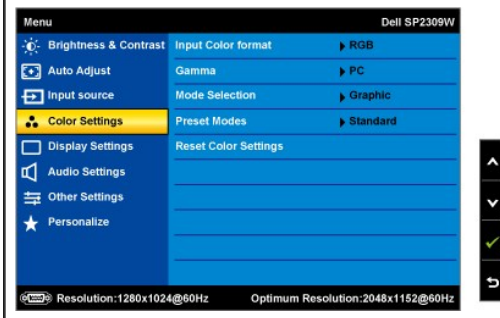 Menu Dell SP2309W
Brightness & Contrast Input Color format RGB
Auto Adjust Gamma PC
Input source Mode Selection Graphic
Color Settings Preset Modes Standard
Display Settings Reset Color Settings
Audio Settings
Other Settings
Personalize
Resolution:1280x1024@60Hz Optimum Resolution:2048x1152@60Hz